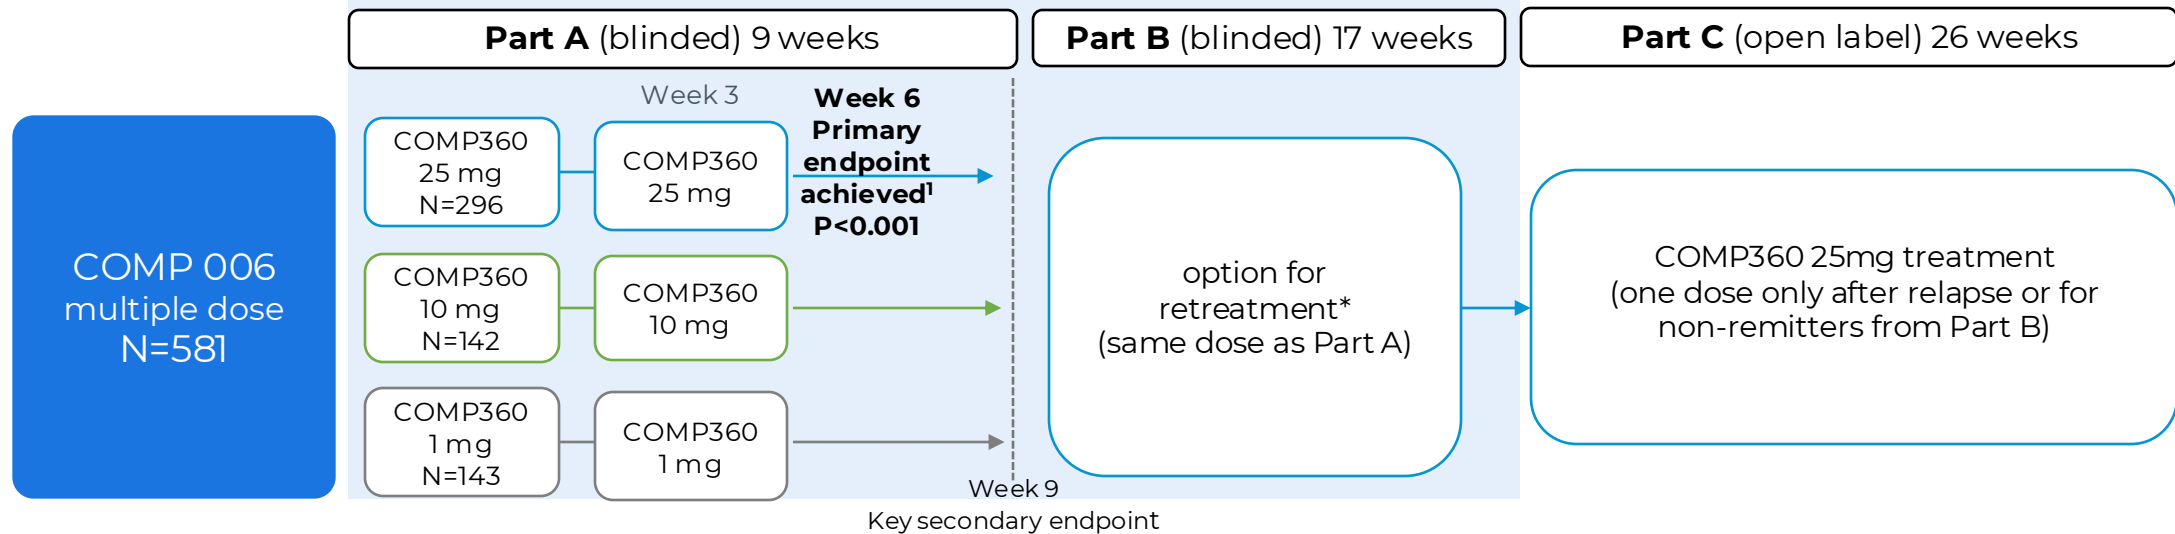 Part A (blinded) 9 weeks
Part B (blinded) 17 weeks
Part C (open label) 26 weeks
COMP 006
multiple dose
N=581
COMP360
25 mg
N=296
Week 3
COMP360
25 mg
Week 6
Primary
endpoint
achieved¹
P<0.001
COMP360
10 mg
N=142
COMP360
10 mg
COMP360
1 mg
N=143
COMP360
1 mg
Week 9
Key secondary endpoint
option for
retreatment*
(same dose as Part A)
COMP360 25mg treatment
(one dose only after relapse or for
non-remitters from Part B)